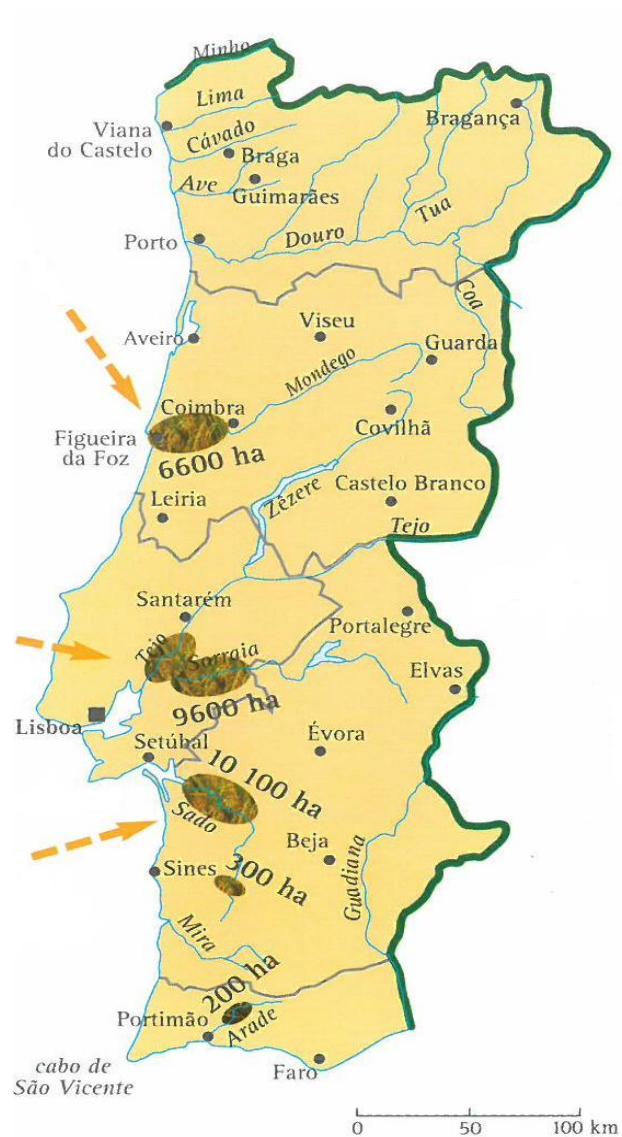 Minho
Lima
Bragança
Viana
do Castelo
Cávado
Braga
Ave
Guimarães
Tua
Porto
Douro
Coa
Aveiro
Viseu
Guarda
Mondego
Coimbra
Covilhã
Figueira
da Foz
6600 ha
Zêzere
Castelo Branco
Leiria
Tejo
Santarém
Portalegre
Tejo
Sorraia
Elvas
9600 ha
Lisboa
Setúbal
Évora
10 100 ha
Sado
Beja
Sines
300 ha
Guadiana
Mira
200 ha
Portimão
Arade
cabo de
São Vicente
Faro
0 50 100 km